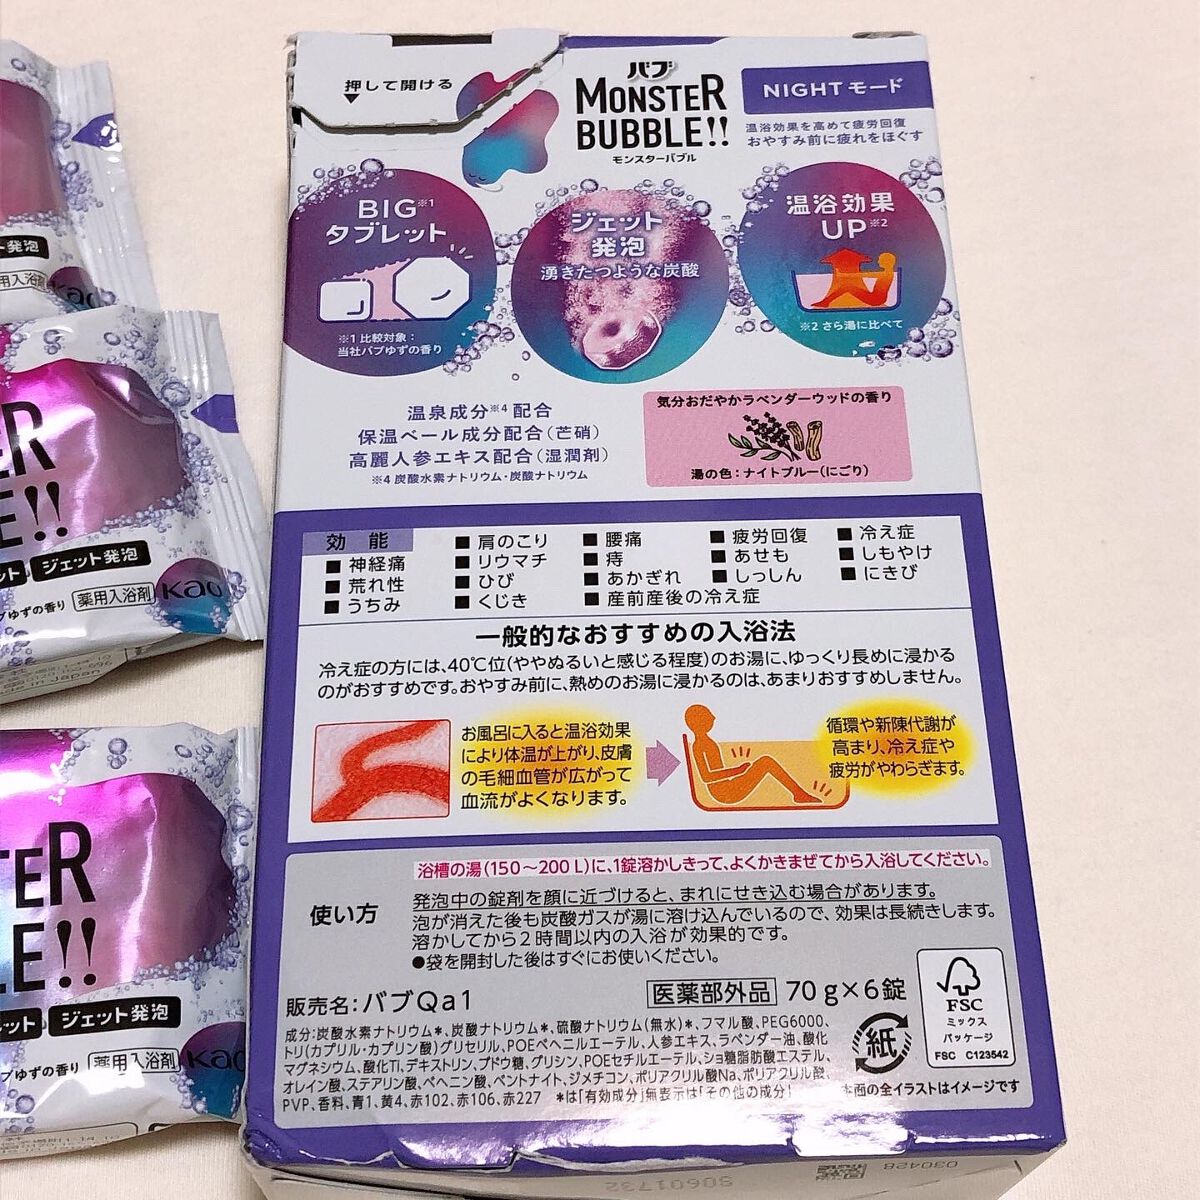 押して開ける
バブ
MONSTER
BUBBLE!!
モンスターバブル
NIGHTモード
温浴効果を高めて疲労回復
おやすみ前に疲れをほぐす
BIG※1
タブレット
※1 比較対象：
当社バブゆずの香り
ジェット
発泡
湧きたつような炭酸
温浴効果
UP※2
※2 さら湯に比べて
温泉成分※4配合
保温ベール成分配合(芒硝)
高麗人参エキス配合(湿潤剤)
※4 炭酸水素ナトリウム・炭酸ナトリウム
気分おだやかラベンダーウッドの香り
湯の色：ナイトブルー(にごり)
効能
■ 肩のこり ■ 腰痛 ■ 疲労回復 ■ 冷え症
■ 神経痛 ■ リウマチ ■ 痔 ■ あせも ■ しもやけ
■ 荒れ性 ■ ひび ■ あかぎれ ■ しっしん ■ にきび
■ うちみ ■ くじき ■ 産前産後の冷え症
一般的なおすすめの入浴法
冷え症の方には、40℃位(ややぬるいと感じる程度)のお湯に、ゆっくり長めに浸かる
のがおすすめです。おやすみ前に、熱めのお湯に浸かるのは、あまりおすすめしません。
お風呂に入ると温浴効果
により体温が上がり、皮膚
の毛細血管が広がって
血流がよくなります。
循環や新陳代謝が
高まり、冷え症や
疲労がやわらぎます。
使い方
浴槽の湯(150～200L)に、1錠溶かしきって、よくかきまぜてから入浴してください。
発泡中の錠剤を顔に近づけると、まれにせき込む場合があります。
泡が消えた後も炭酸ガスが湯に溶け込んでいるので、効果は長続きします。
溶かしてから2時間以内の入浴が効果的です。
●袋を開封した後はすぐにお使いください。
販売名：バブQa1
医薬部外品 70g×6錠
成分：炭酸水素ナトリウム*、炭酸ナトリウム*、硫酸ナトリウム(無水)*、フマル酸、PEG6000、
トリ(カプリル・カプリン酸)グリセリル、POEベヘニルエーテル、人参エキス、ラベンダー油、酸化
マグネシウム、酸化Ti、デキストリン、ブドウ糖、グリシン、POEセチルエーテル、ショ糖脂肪酸エステル、
オレイン酸、ステアリン酸、ベヘニン酸、ベントナイト、ジメチコン、ポリアクリル酸Na、ポリアクリル酸、
PVP、香料、青1、黄4、赤102、赤106、赤227 *は「有効成分」無表示は「その他の成分」
紙
FSC
ミックス
パッケージ
FSC C123542
本面の全イラストはイメージです
030428
S0601732
ト発泡
用入浴剤
Kao
ER
E!!
ット ジェット発泡
ゆずの香り 薬用入浴剤 Kao
in Japan
TER
LE!!
レット ジェット発泡
ブゆずの香り 薬用入浴剤 Kao